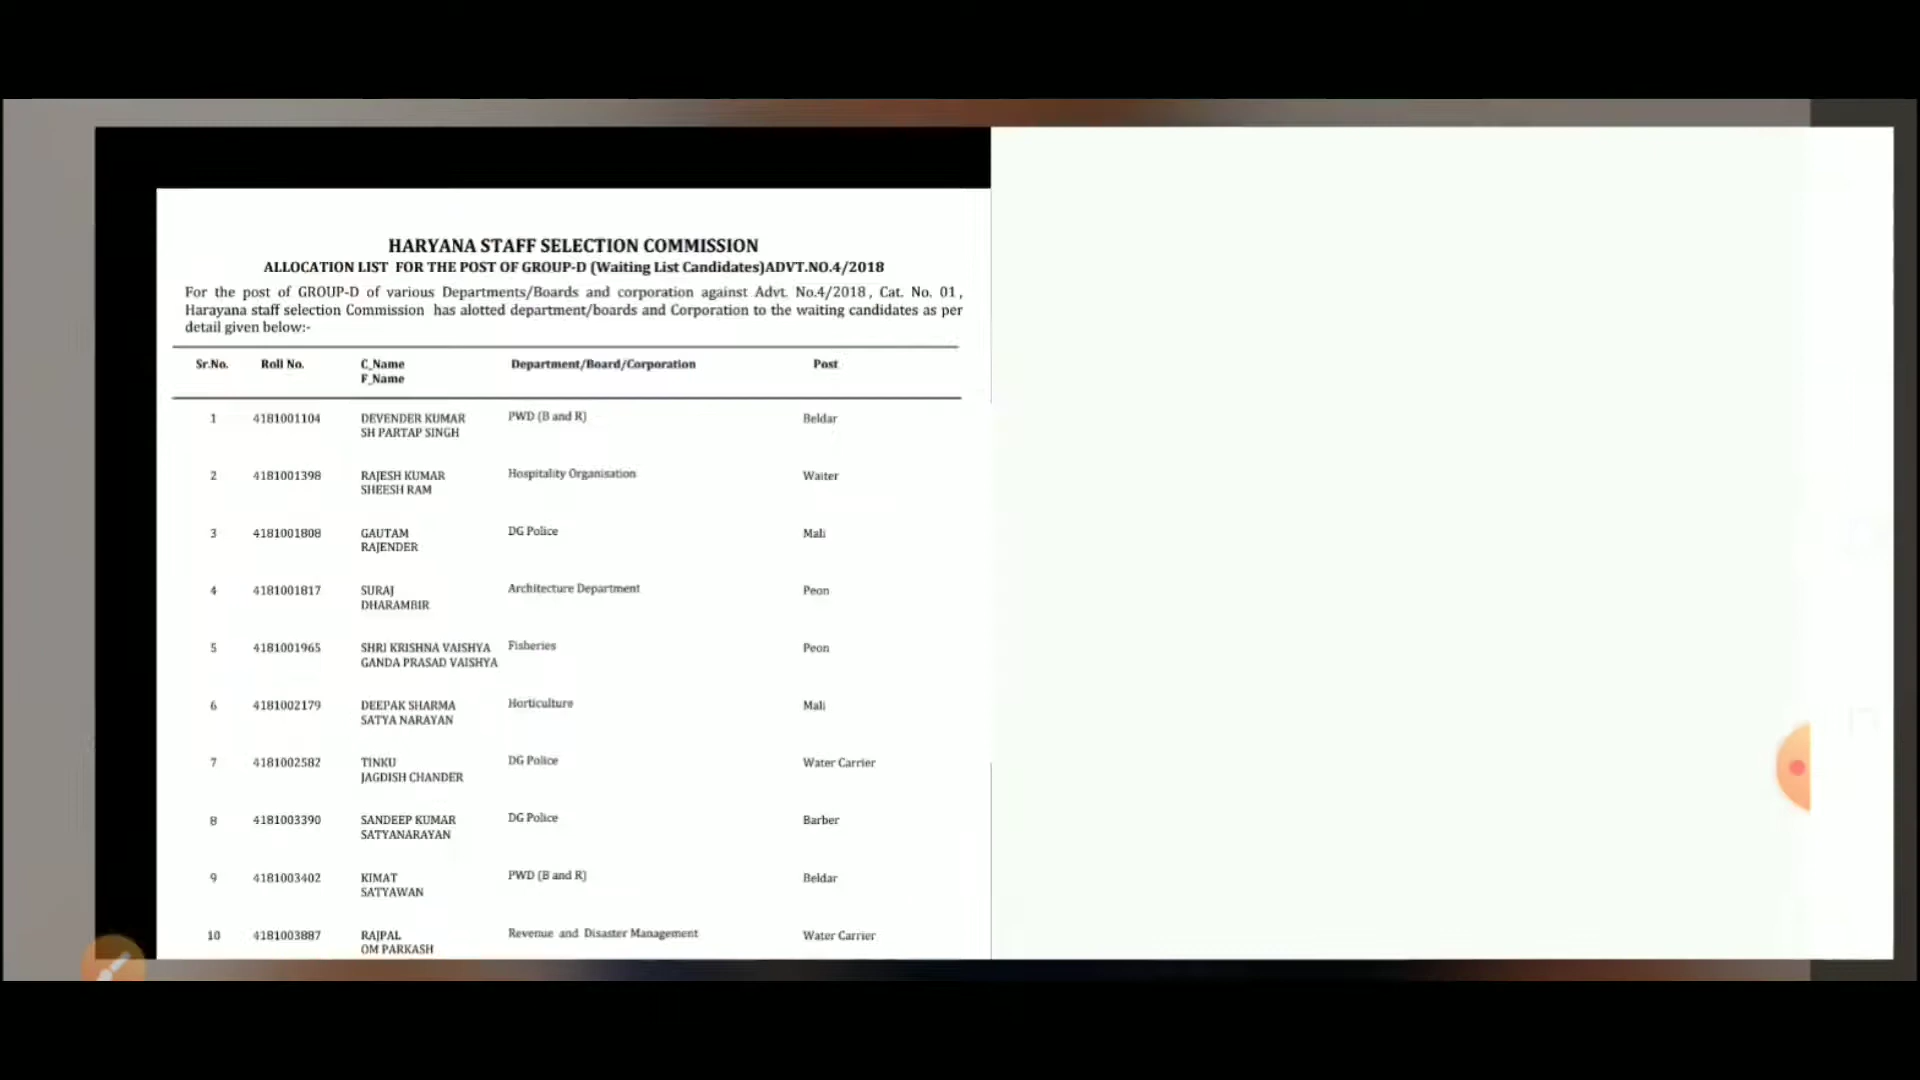 HARYANA STAFF SELECTION COMMISSION
ALLOCATION LIST FOR THE POST OF GROUP-D (Waiting List Candidates)ADVT.NO.4/2018
For the post of GROUP-D of various Departments/Boards and corporation against Advt. No.4/2018, Cat. No. 01,
Harayana staff selection Commission has alotted department/boards and Corporation to the waiting candidates as per
detail given below:-
Sr.No. Roll No. C_Name Department/Board/Corporation Post
F_Name
1 4181001104 DEVENDER KUMAR PWD (B and R) Beldar
SH PARTAP SINGH
2 4181001398 RAJESH KUMAR Hospitality Organisation Waiter
SHEESH RAM
3 4181001808 GAUTAM DG Police Mali
RAJENDER
4 4181001817 SURAJ Architecture Department Peon
DHARAMBIR
5 4181001965 SHRI KRISHNA VAISHYA Fisheries Peon
GANDA PRASAD VAISHYA
6 4181002179 DEEPAK SHARMA Horticulture Mali
SATYA NARAYAN
7 4181002582 TINKU DG Police Water Carrier
JAGDISH CHANDER
8 4181003390 SANDEEP KUMAR DG Police Barber
SATYANARAYAN
9 4181003402 KIMAT PWD (B and R) Beldar
SATYAWAN
10 4181003887 RAJPAL Revenue and Disaster Management Water Carrier
OM PARKASH